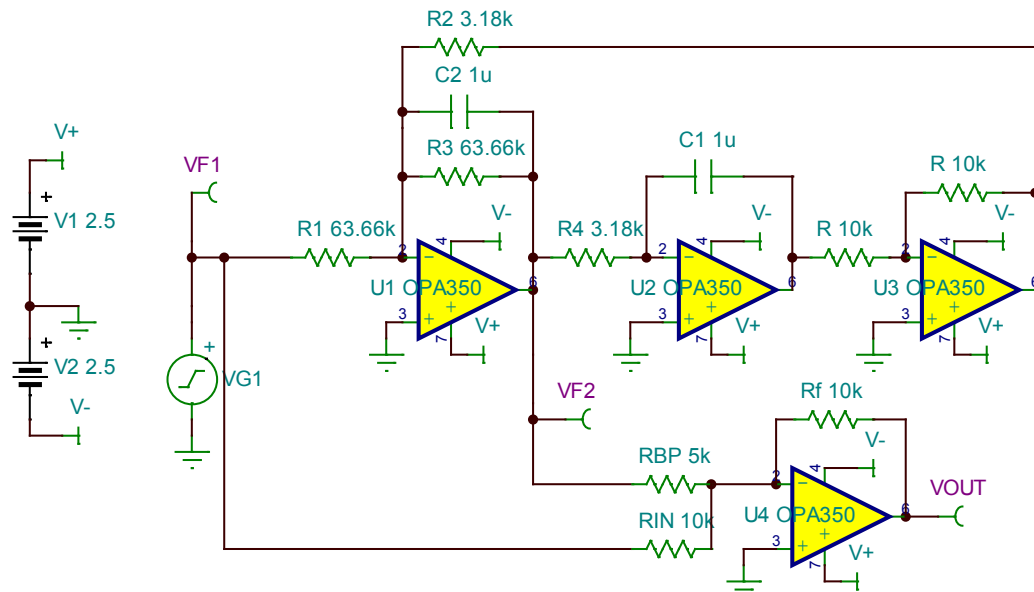 R2 3.18k
C2 1u
V+
VF1
R3 63.66k
C1 1u
R 10k
+
V1 2.5
R1 63.66k
V-
R4 3.18k
V-
R 10k
V-
2
4
2
4
2
4
U1 OPA350
6
U2 OPA350
6
U3 OPA350
6
3
+
7
V+
3
+
7
V+
3
+
7
V+
+
V2 2.5
+
VG1
V-
VF2
Rf 10k
V-
RBP 5k
2
4
VOUT
RIN 10k
U4 OPA350
6
3
+
7
V+